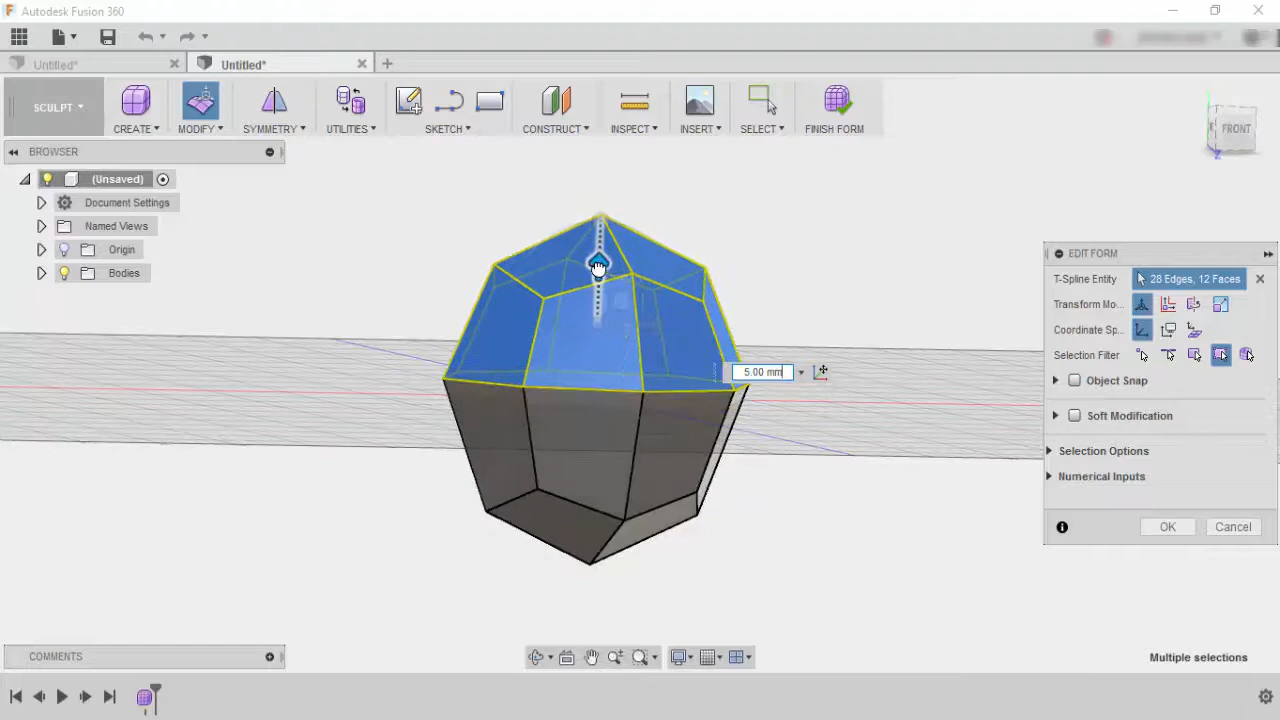 Autodesk Fusion 360
Untitled*
Untitled*
SCULPT
CREATE
MODIFY
SYMMETRY
UTILITIES
SKETCH
CONSTRUCT
INSPECT
INSERT
SELECT
FINISH FORM
BROWSER
(Unsaved)
Document Settings
Named Views
Origin
Bodies
FRONT
EDIT FORM
T-Spline Entity 28 Edges, 12 Faces
Transform Mo...
Coordinate Sp...
Selection Filter
Object Snap
Soft Modification
Selection Options
Numerical Inputs
OK Cancel
5.00 mm
COMMENTS
Multiple selections